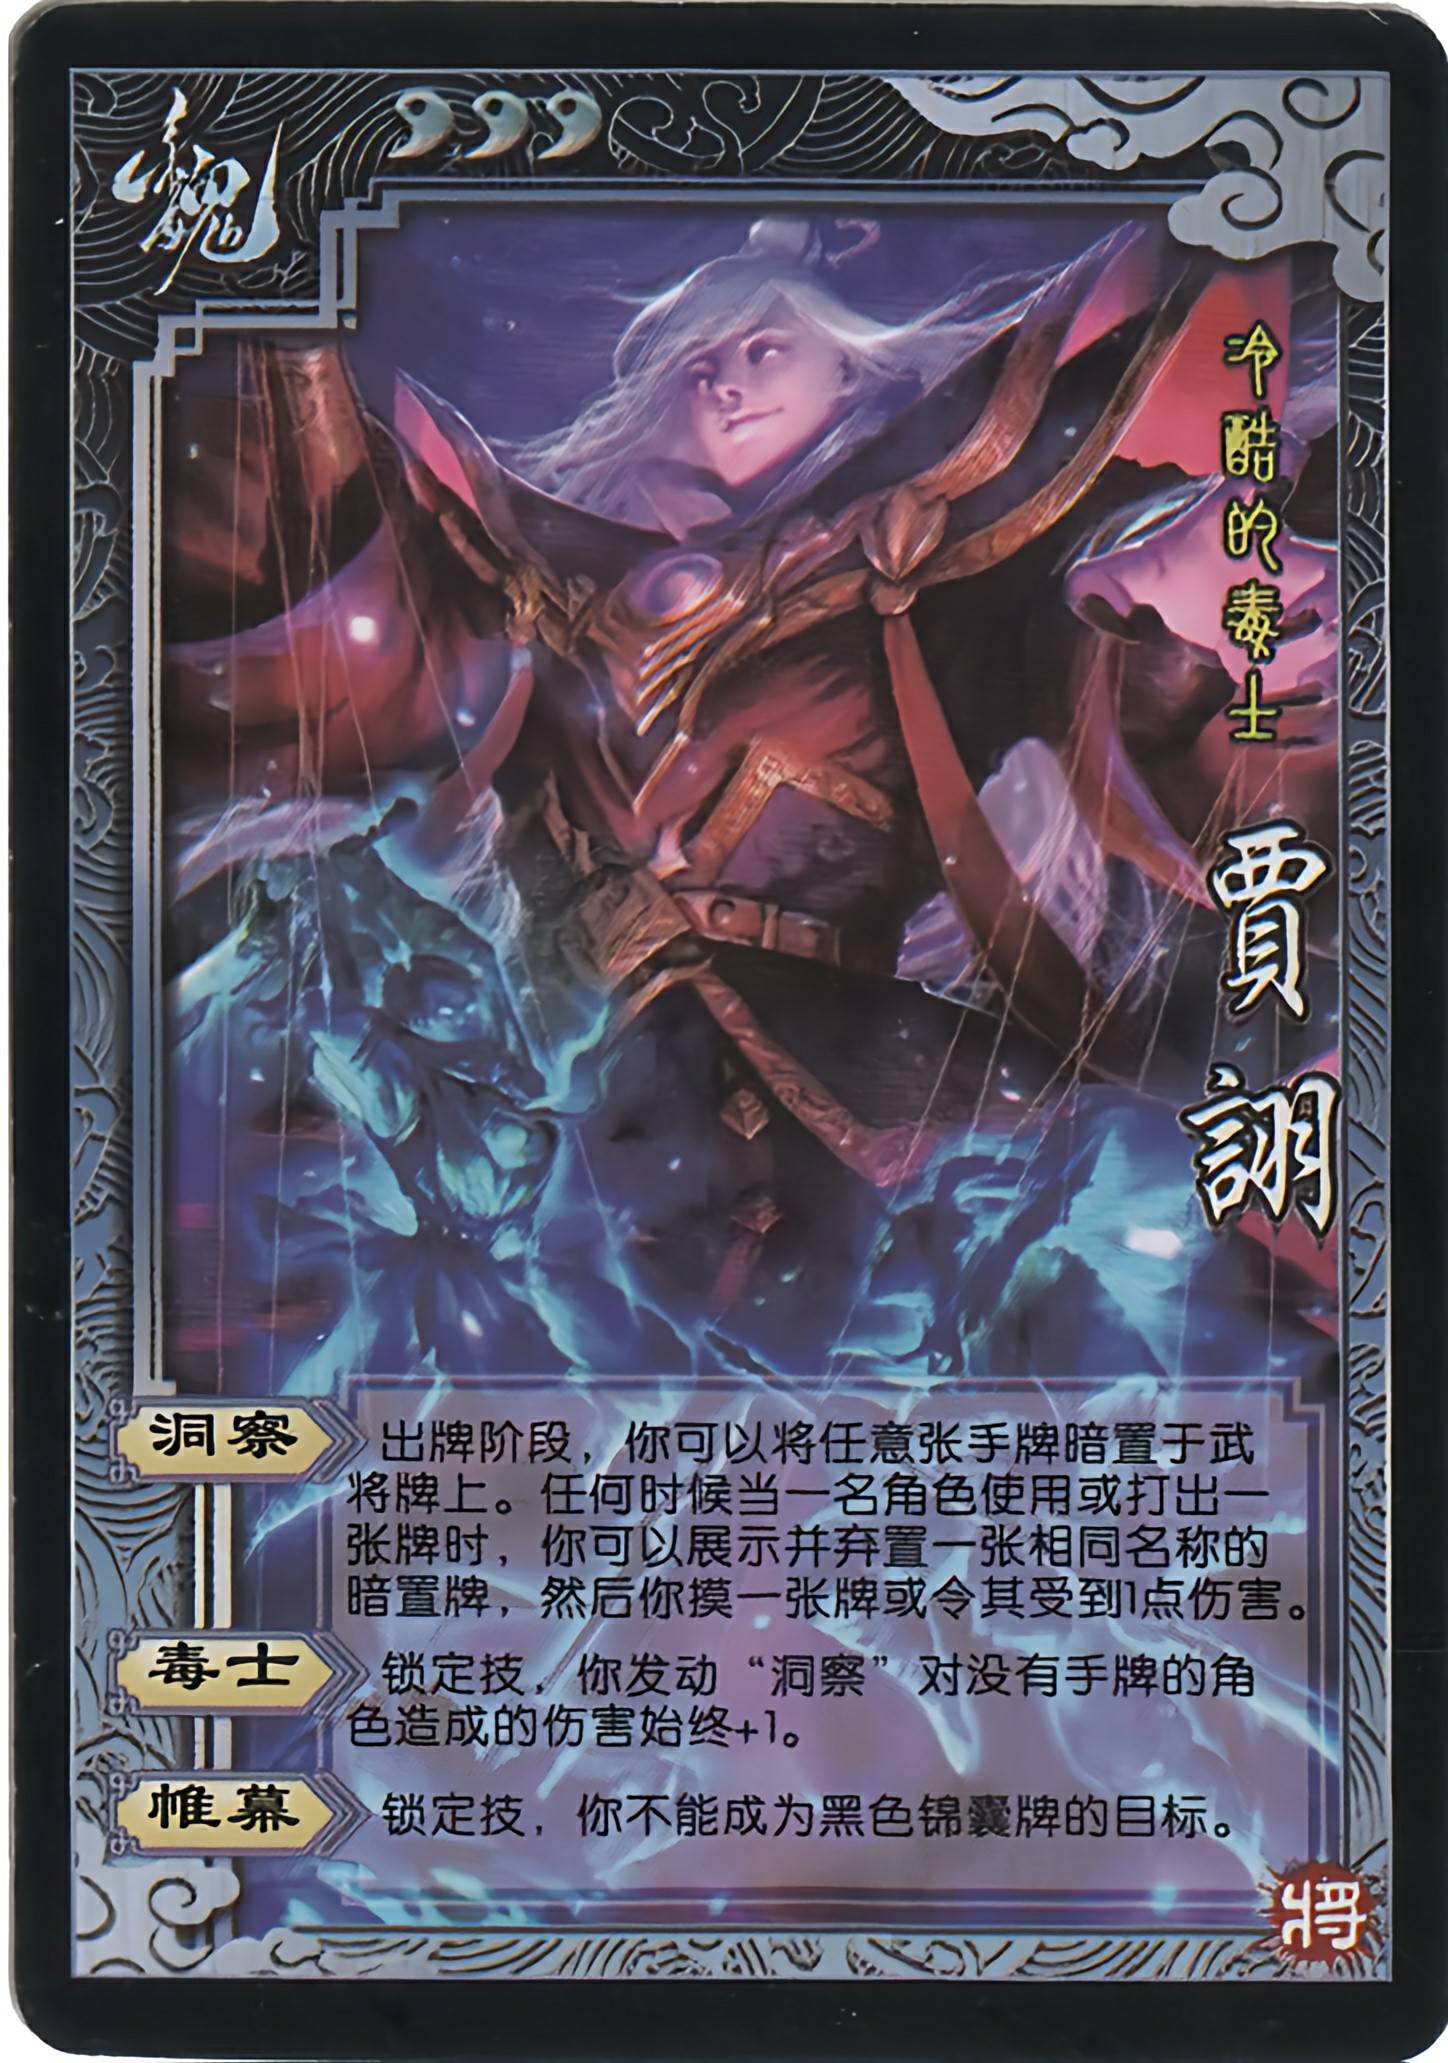 魂
冷酷的毒士
賈詡
洞察
出牌阶段，你可以将任意张手牌暗置于武
将牌上。任何时候当一名角色使用或打出一
张牌时，你可以展示并弃置一张相同名称的
暗置牌，然后你摸一张牌或令其受到1点伤害。
毒士
锁定技，你发动“洞察”对没有手牌的角
色造成的伤害始终+1。
帷幕
锁定技，你不能成为黑色锦囊牌的目标。
将